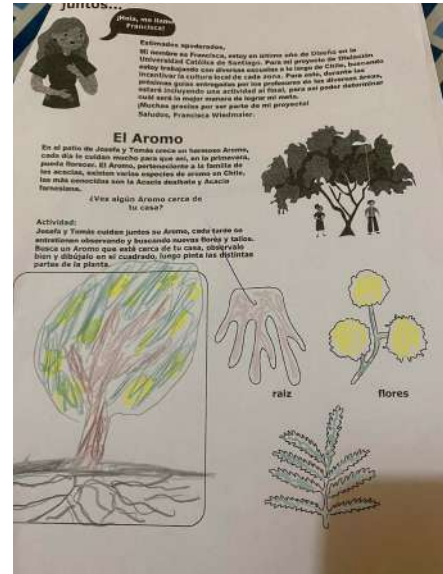 juntos...
¡Hola, me llamo
Francisca!
Estimados apoderados,
Mi nombre es Francisca, estoy en último año de Diseño en la
Universidad Católica de Santiago. Para mi proyecto de titulación
estoy trabajando con diversas escuelas a lo largo de Chile, buscando
incentivar la cultura local de cada zona. Para esto, durante las
próximas guías entregadas por los profesores de las diversas áreas,
estaré incluyendo una actividad al final, para así poder determinar
cuál será la mejor manera de lograr mi meta.
¡Muchas gracias por ser parte de mi proyecto!
Saludos, Francisca Wiedmaier.
El Aromo
En el patio de Josefa y Tomás crece un hermoso Aromo,
cada día lo cuidan mucho para que así, en la primavera,
pueda florecer. El Aromo, perteneciente a la familia de
las acacias, existen varias especies de aromo en Chile,
las más conocidas son la Acacia dealbata y Acacia
farnesiana.
¿Ves algún Aromo cerca de
tu casa?
Actividad:
Josefa y Tomás cuidan juntos su Aromo, cada tarde se
entretienen observando y buscando nuevas flores y tallos.
Busca un Aromo que esté cerca de tu casa, obsérvalo
bien y dibújalo en el cuadrado, luego pinta las distintas
partes de la planta.
raíz
flores